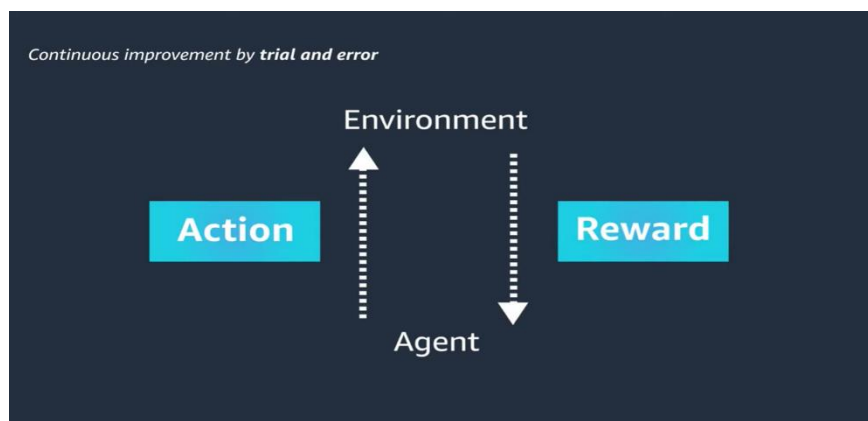 Continuous improvement by trial and error
Environment
Action
Reward
Agent